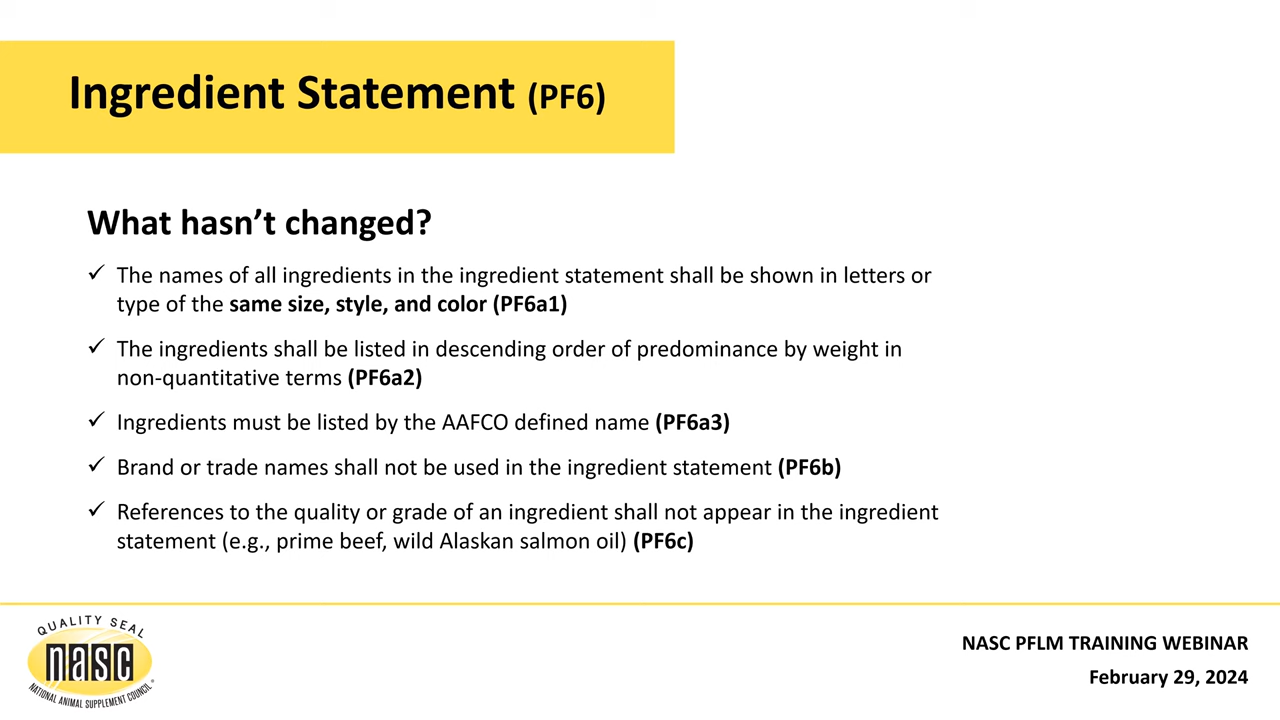 Ingredient Statement (PF6)
What hasn’t changed?
✓ The names of all ingredients in the ingredient statement shall be shown in letters or
type of the same size, style, and color (PF6a1)
✓ The ingredients shall be listed in descending order of predominance by weight in
non-quantitative terms (PF6a2)
✓ Ingredients must be listed by the AAFCO defined name (PF6a3)
✓ Brand or trade names shall not be used in the ingredient statement (PF6b)
✓ References to the quality or grade of an ingredient shall not appear in the ingredient
statement (e.g., prime beef, wild Alaskan salmon oil) (PF6c)
QUALITY SEAL
nasc
NATIONAL ANIMAL SUPPLEMENT COUNCIL®
NASC PFLM TRAINING WEBINAR
February 29, 2024